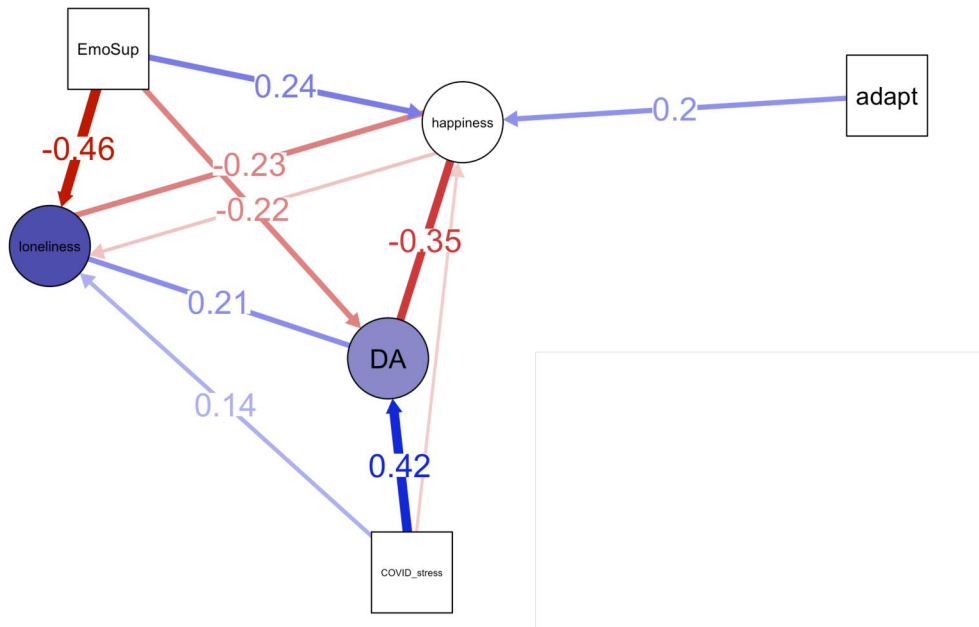 EmoSup
0.24
happiness
0.2
adapt
-0.46
-0.23
-0.22
loneliness
-0.35
0.21
DA
0.14
0.42
COVID_stress